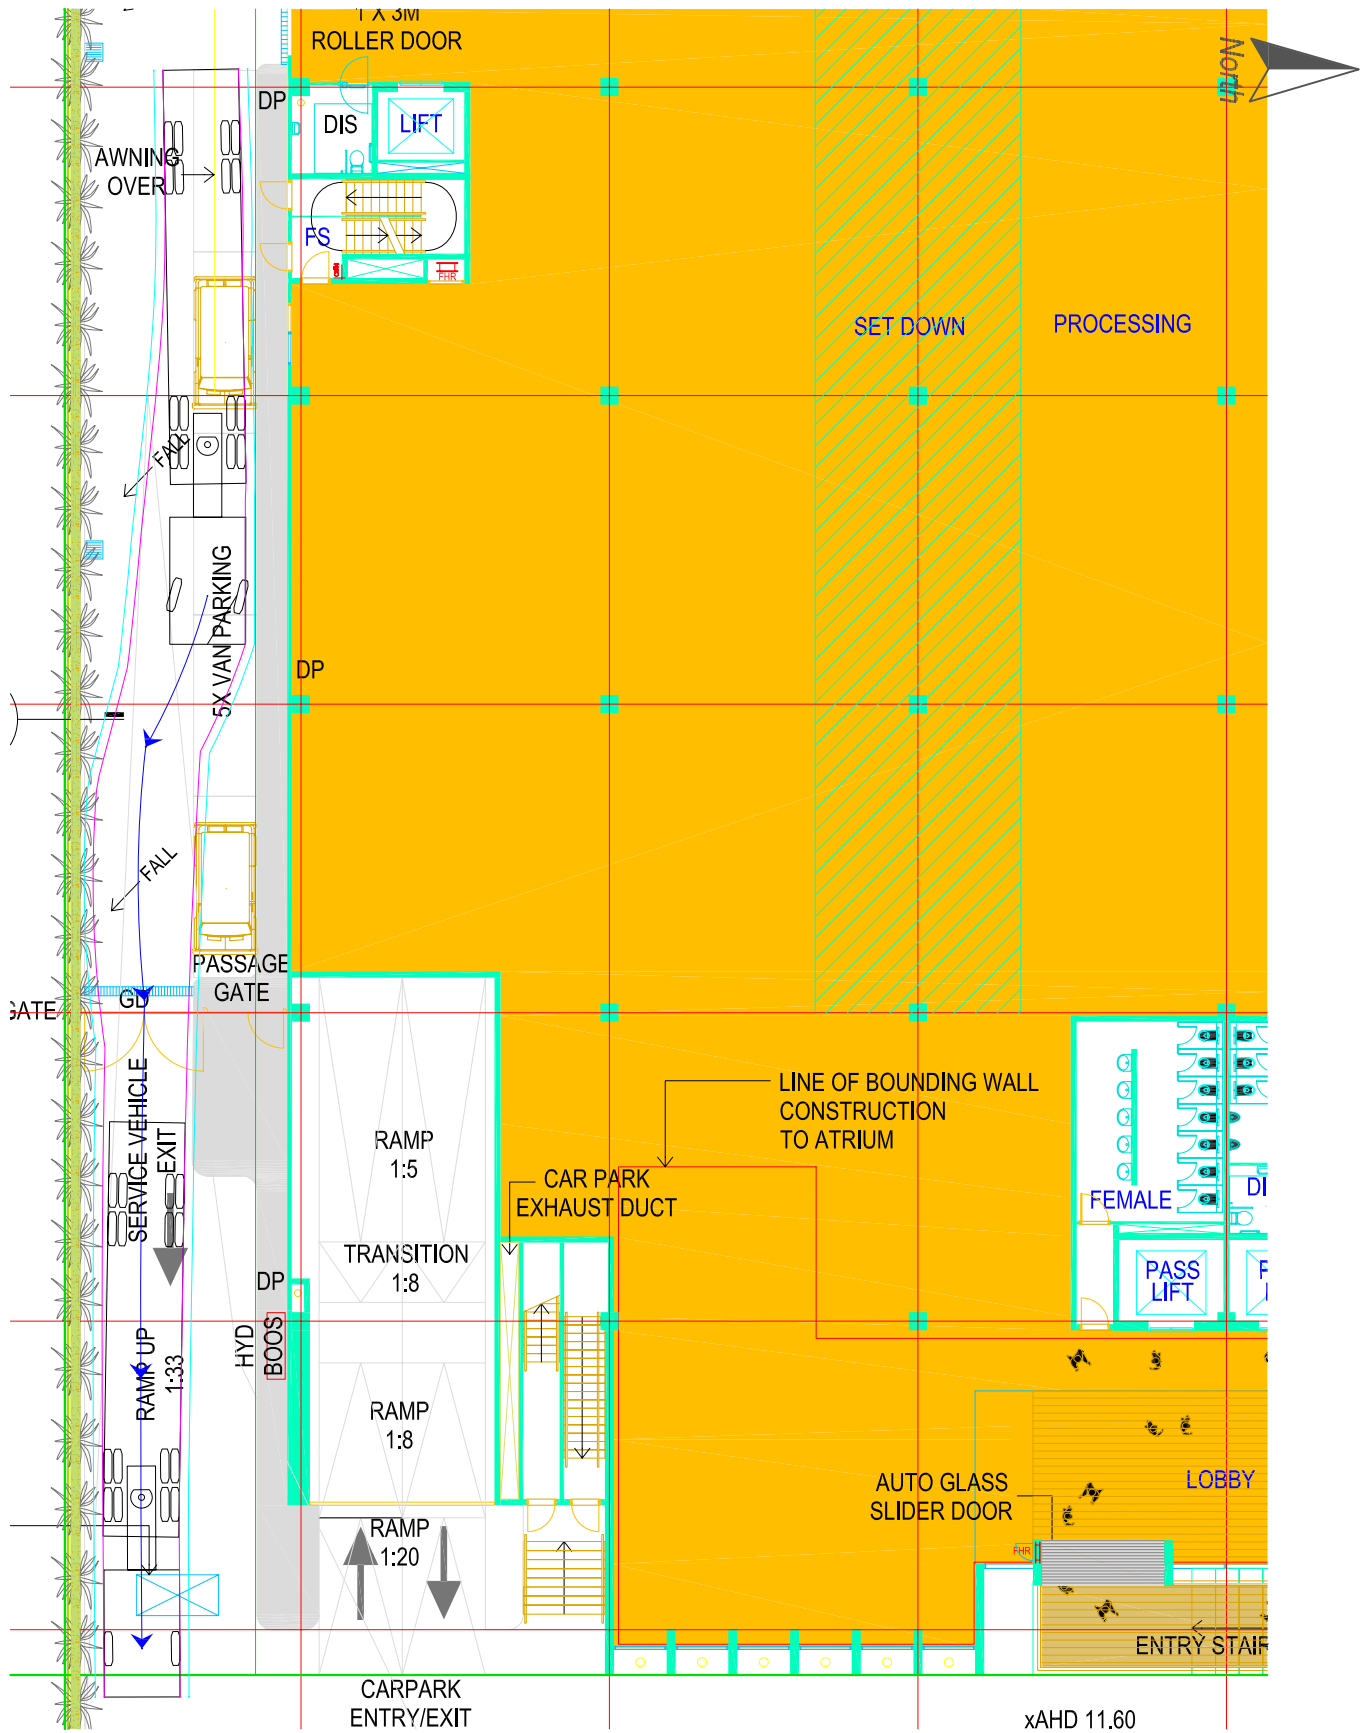 1 X 3M
ROLLER DOOR
North
DP
DIS
LIFT
AWNING
OVER
FS
FHR
SET DOWN
PROCESSING
FALL
5X VAN PARKING
DP
FALL
PASSAGE
GATE
GD
GATE
SERVICE VEHICLE
EXIT
LINE OF BOUNDING WALL
CONSTRUCTION
TO ATRIUM
RAMP
1:5
CAR PARK
EXHAUST DUCT
FEMALE
DI
TRANSITION
1:8
DP
PASS
LIFT
HYD
BOOS
RAMP UP
1:33
RAMP
1:8
AUTO GLASS
SLIDER DOOR
LOBBY
RAMP
1:20
FHR
ENTRY STAIR
CARPARK
ENTRY/EXIT
xAHD 11.60